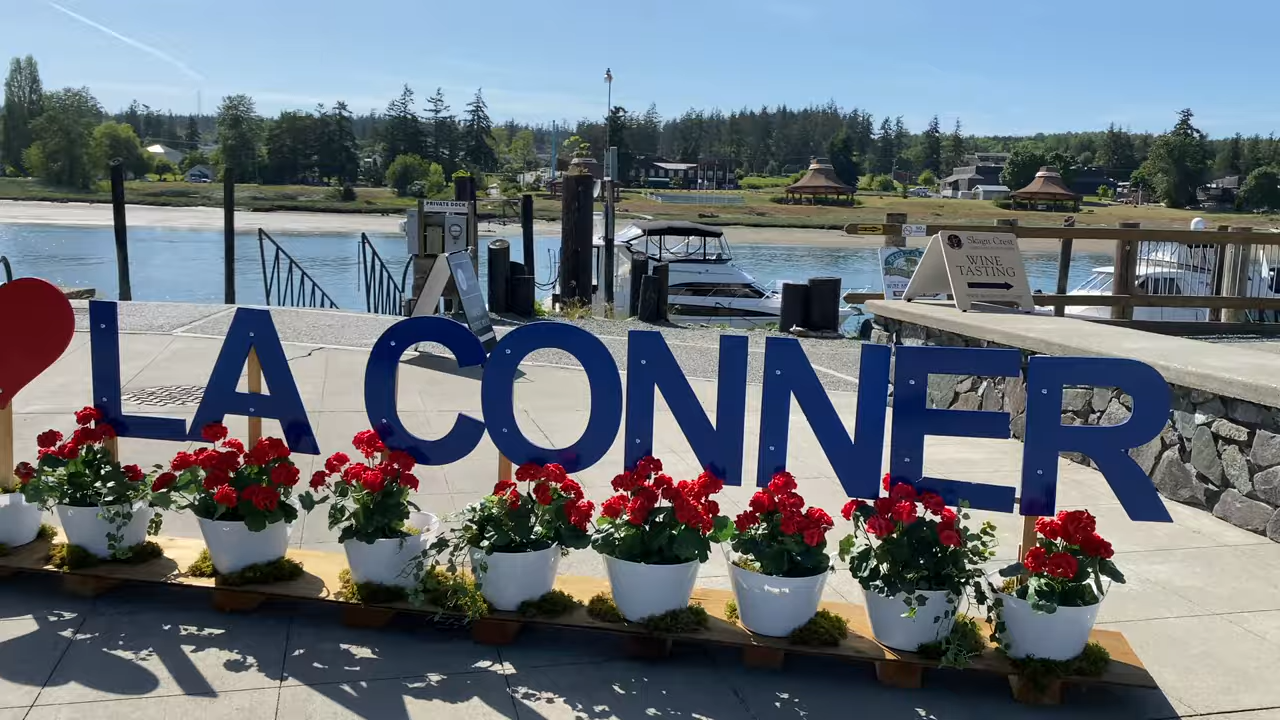 PRIVATE DOCK
Skagit Crest
WINE
TASTING
LA CONNER